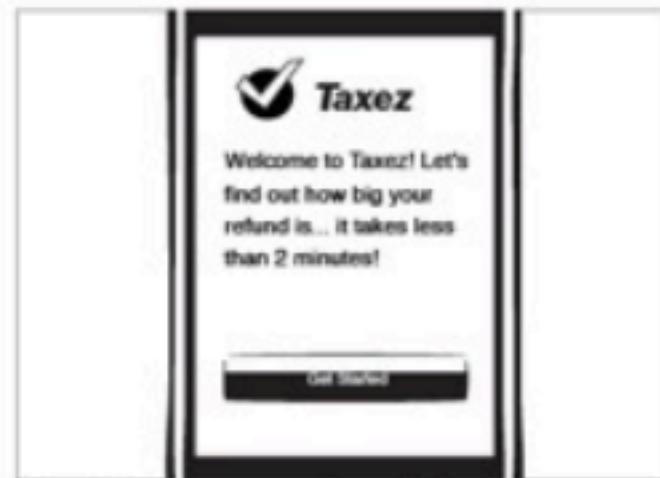 Taxez
Welcome to Taxez! Let's
find out how big your
refund is... it takes less
than 2 minutes!
Get Started